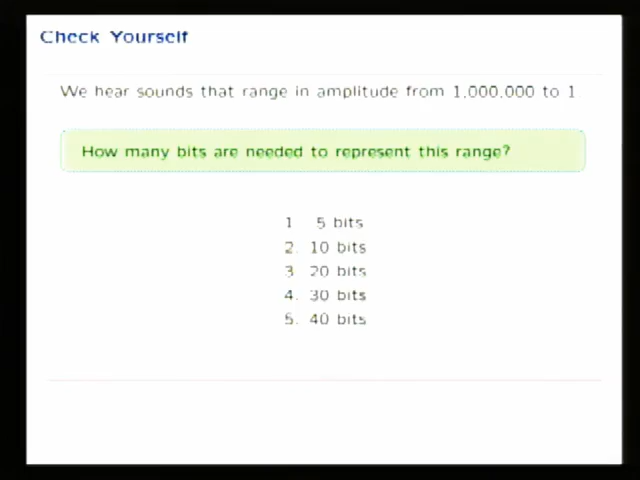 Check Yourself
We hear sounds that range in amplitude from 1,000,000 to 1.
How many bits are needed to represent this range?
1. 5 bits
2. 10 bits
3. 20 bits
4. 30 bits
5. 40 bits